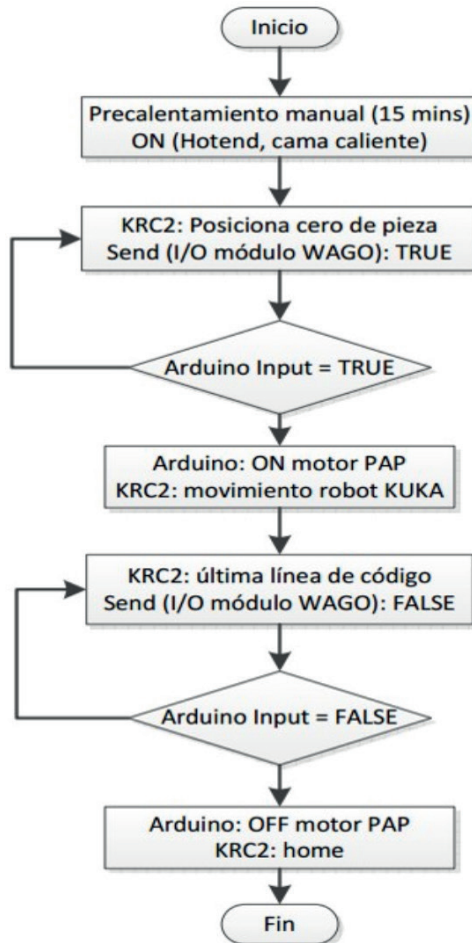 Inicio
Precalentamiento manual (15 mins)
ON (Hotend, cama caliente)
KRC2: Posiciona cero de pieza
Send (I/O módulo WAGO): TRUE
Arduino Input = TRUE
Arduino: ON motor PAP
KRC2: movimiento robot KUKA
KRC2: última línea de código
Send (I/O módulo WAGO): FALSE
Arduino Input = FALSE
Arduino: OFF motor PAP
KRC2: home
Fin